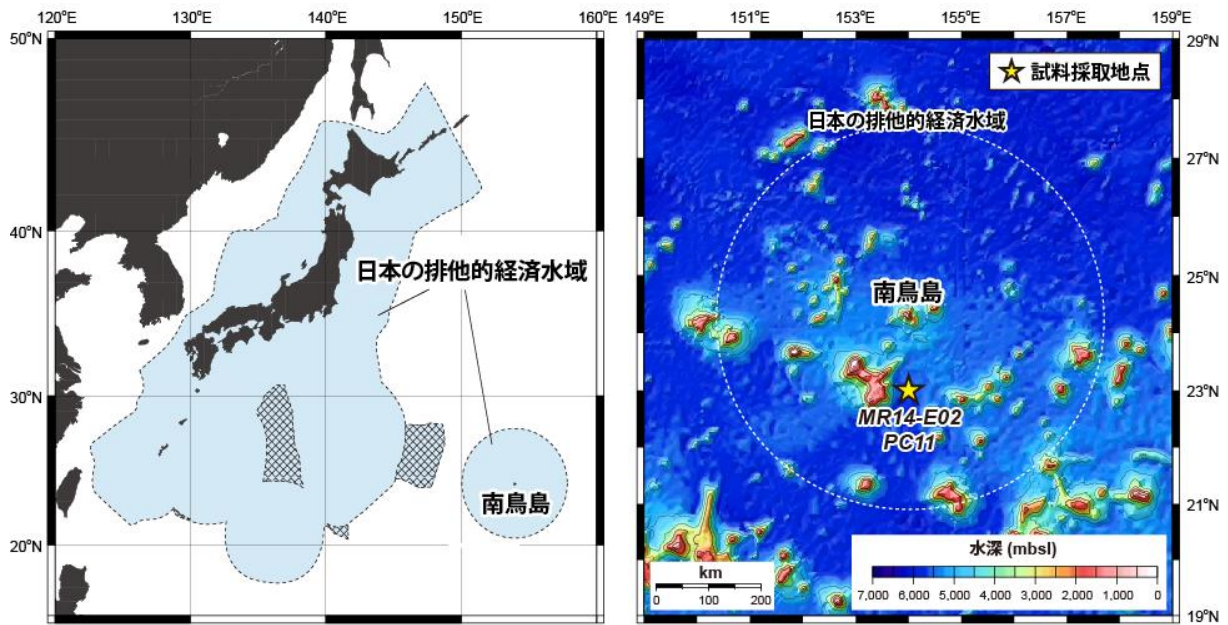 120°E
130°E
140°E
150°E
160°E
50°N
40°N
30°N
20°N
日本の排他的経済水域
南鳥島
149°E
151°E
153°E
155°E
157°E
159°E
29°N
27°N
25°N
23°N
21°N
19°N
試料採取地点
日本の排他的経済水域
南鳥島
MR14-E02
PC11
km
0 100 200
水深 (mbsl)
7,000 6,000 5,000 4,000 3,000 2,000 1,000 0